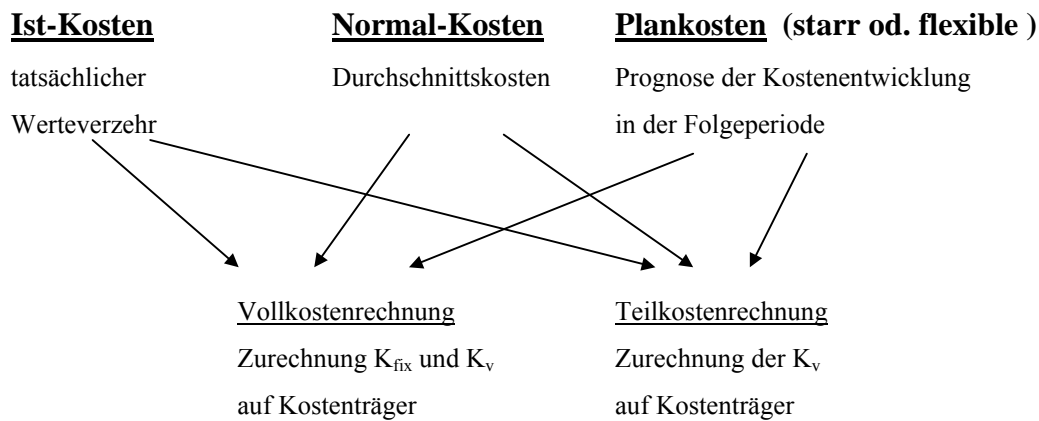 Ist-Kosten Normal-Kosten Plankosten (starr od. flexible )
tatsächlicher Durchschnittskosten Prognose der Kostenentwicklung
Werteverzehr in der Folgeperiode
Vollkostenrechnung Teilkostenrechnung
Zurechnung Kfix und Kv Zurechnung der Kv
auf Kostenträger auf Kostenträger